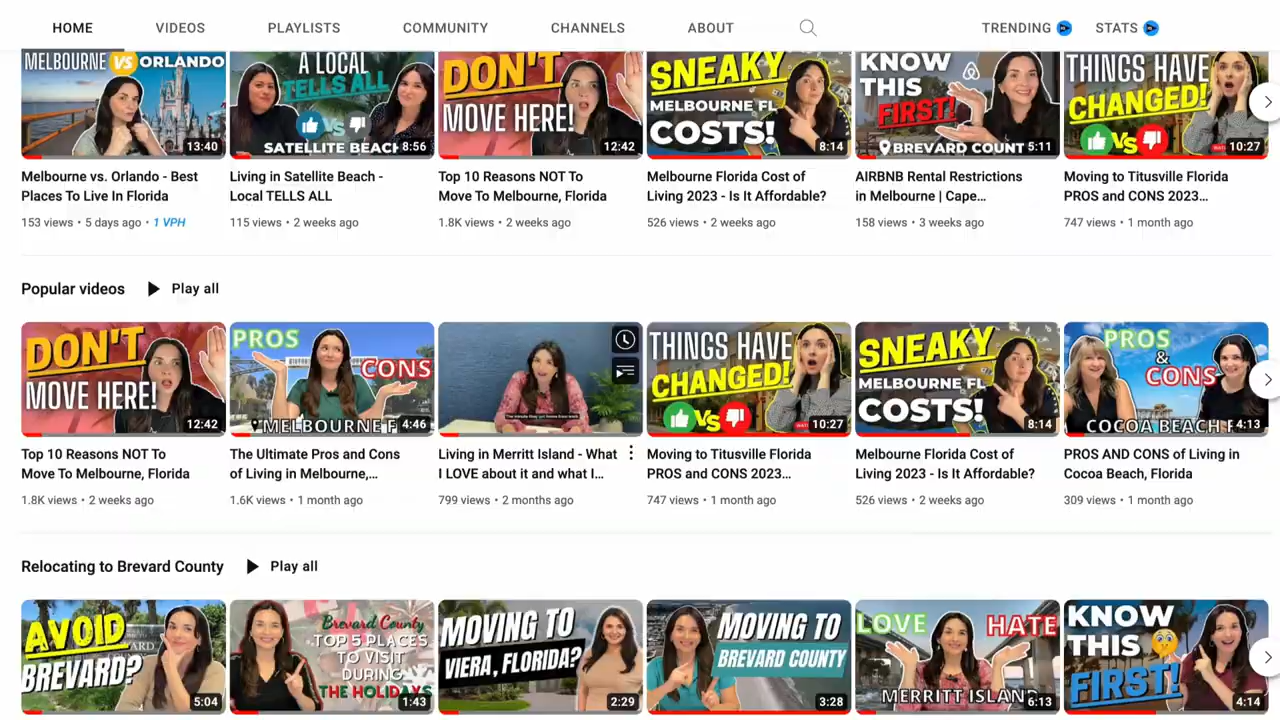 HOME VIDEOS PLAYLISTS COMMUNITY CHANNELS ABOUT TRENDING STATS
MELBOURNE VS ORLANDO
13:40
A LOCAL
TELLS ALL
VS
SATELLITE BEACH
8:56
DON'T
MOVE HERE!
12:42
SNEAKY
MELBOURNE FL
COSTS!
8:14
KNOW
THIS
FIRST!
BREVARD COUNT
5:11
THINGS HAVE
CHANGED!
VS
10:27
Melbourne vs. Orlando - Best
Places To Live In Florida
153 views • 5 days ago • 1 VPH
Living in Satellite Beach -
Local TELLS ALL
115 views • 2 weeks ago
Top 10 Reasons NOT To
Move To Melbourne, Florida
1.8K views • 2 weeks ago
Melbourne Florida Cost of
Living 2023 - Is It Affordable?
526 views • 2 weeks ago
AIRBNB Rental Restrictions
in Melbourne | Cape...
158 views • 3 weeks ago
Moving to Titusville Florida
PROS and CONS 2023...
747 views • 1 month ago
Popular videos Play all
DON'T
MOVE HERE!
12:42
PROS
CONS
MELBOURNE F
4:46
The minute they get home from work
THINGS HAVE
CHANGED!
VS
10:27
SNEAKY
MELBOURNE FL
COSTS!
8:14
PROS
&
CONS
COCOA BEACH F
4:13
Top 10 Reasons NOT To
Move To Melbourne, Florida
1.8K views • 2 weeks ago
The Ultimate Pros and Cons
of Living in Melbourne,...
1.6K views • 1 month ago
Living in Merritt Island - What
I LOVE about it and what I...
799 views • 2 months ago
Moving to Titusville Florida
PROS and CONS 2023...
747 views • 1 month ago
Melbourne Florida Cost of
Living 2023 - Is It Affordable?
526 views • 2 weeks ago
PROS AND CONS of Living in
Cocoa Beach, Florida
309 views • 1 month ago
Relocating to Brevard County Play all
AVOID
BREVARD?
5:04
Brevard County
TOP 5 PLACES
TO VISIT
DURING
THE HOLIDAYS
1:43
MOVING TO
VIERA, FLORIDA?
2:29
MOVING TO
BREVARD COUNTY
3:28
LOVE HATE
MERRITT ISLAND
6:13
KNOW
THIS
FIRST!
4:14